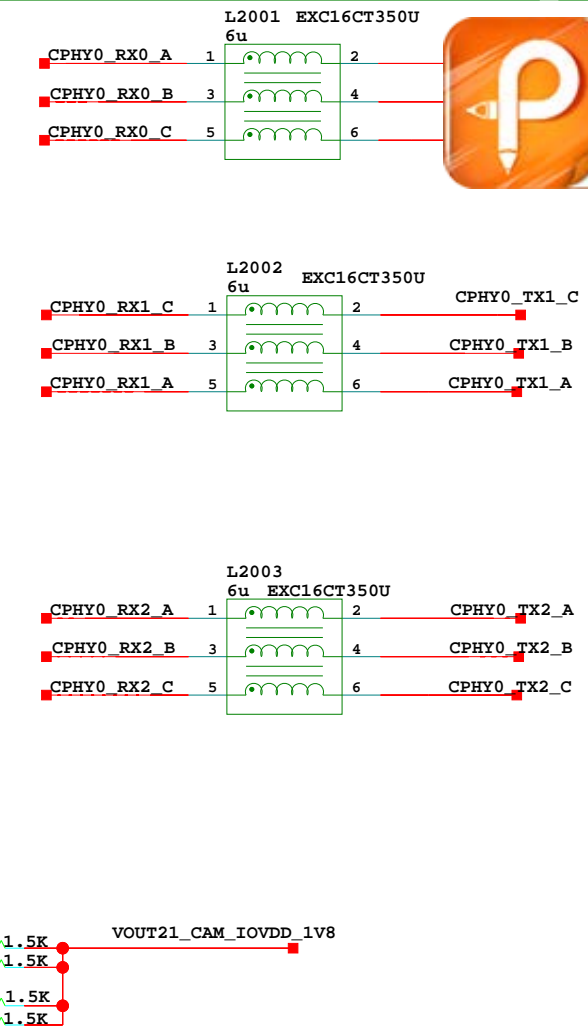 L2001 EXC16CT350U
6u
CPHY0_RX0_A 1 2
CPHY0_RX0_B 3 4
CPHY0_RX0_C 5 6
L2002 EXC16CT350U
6u
CPHY0_RX1_C 1 2 CPHY0_TX1_C
CPHY0_RX1_B 3 4 CPHY0_TX1_B
CPHY0_RX1_A 5 6 CPHY0_TX1_A
L2003
6u EXC16CT350U
CPHY0_RX2_A 1 2 CPHY0_TX2_A
CPHY0_RX2_B 3 4 CPHY0_TX2_B
CPHY0_RX2_C 5 6 CPHY0_TX2_C
1.5K VOUT21_CAM_IOVDD_1V8
1.5K
1.5K
1.5K